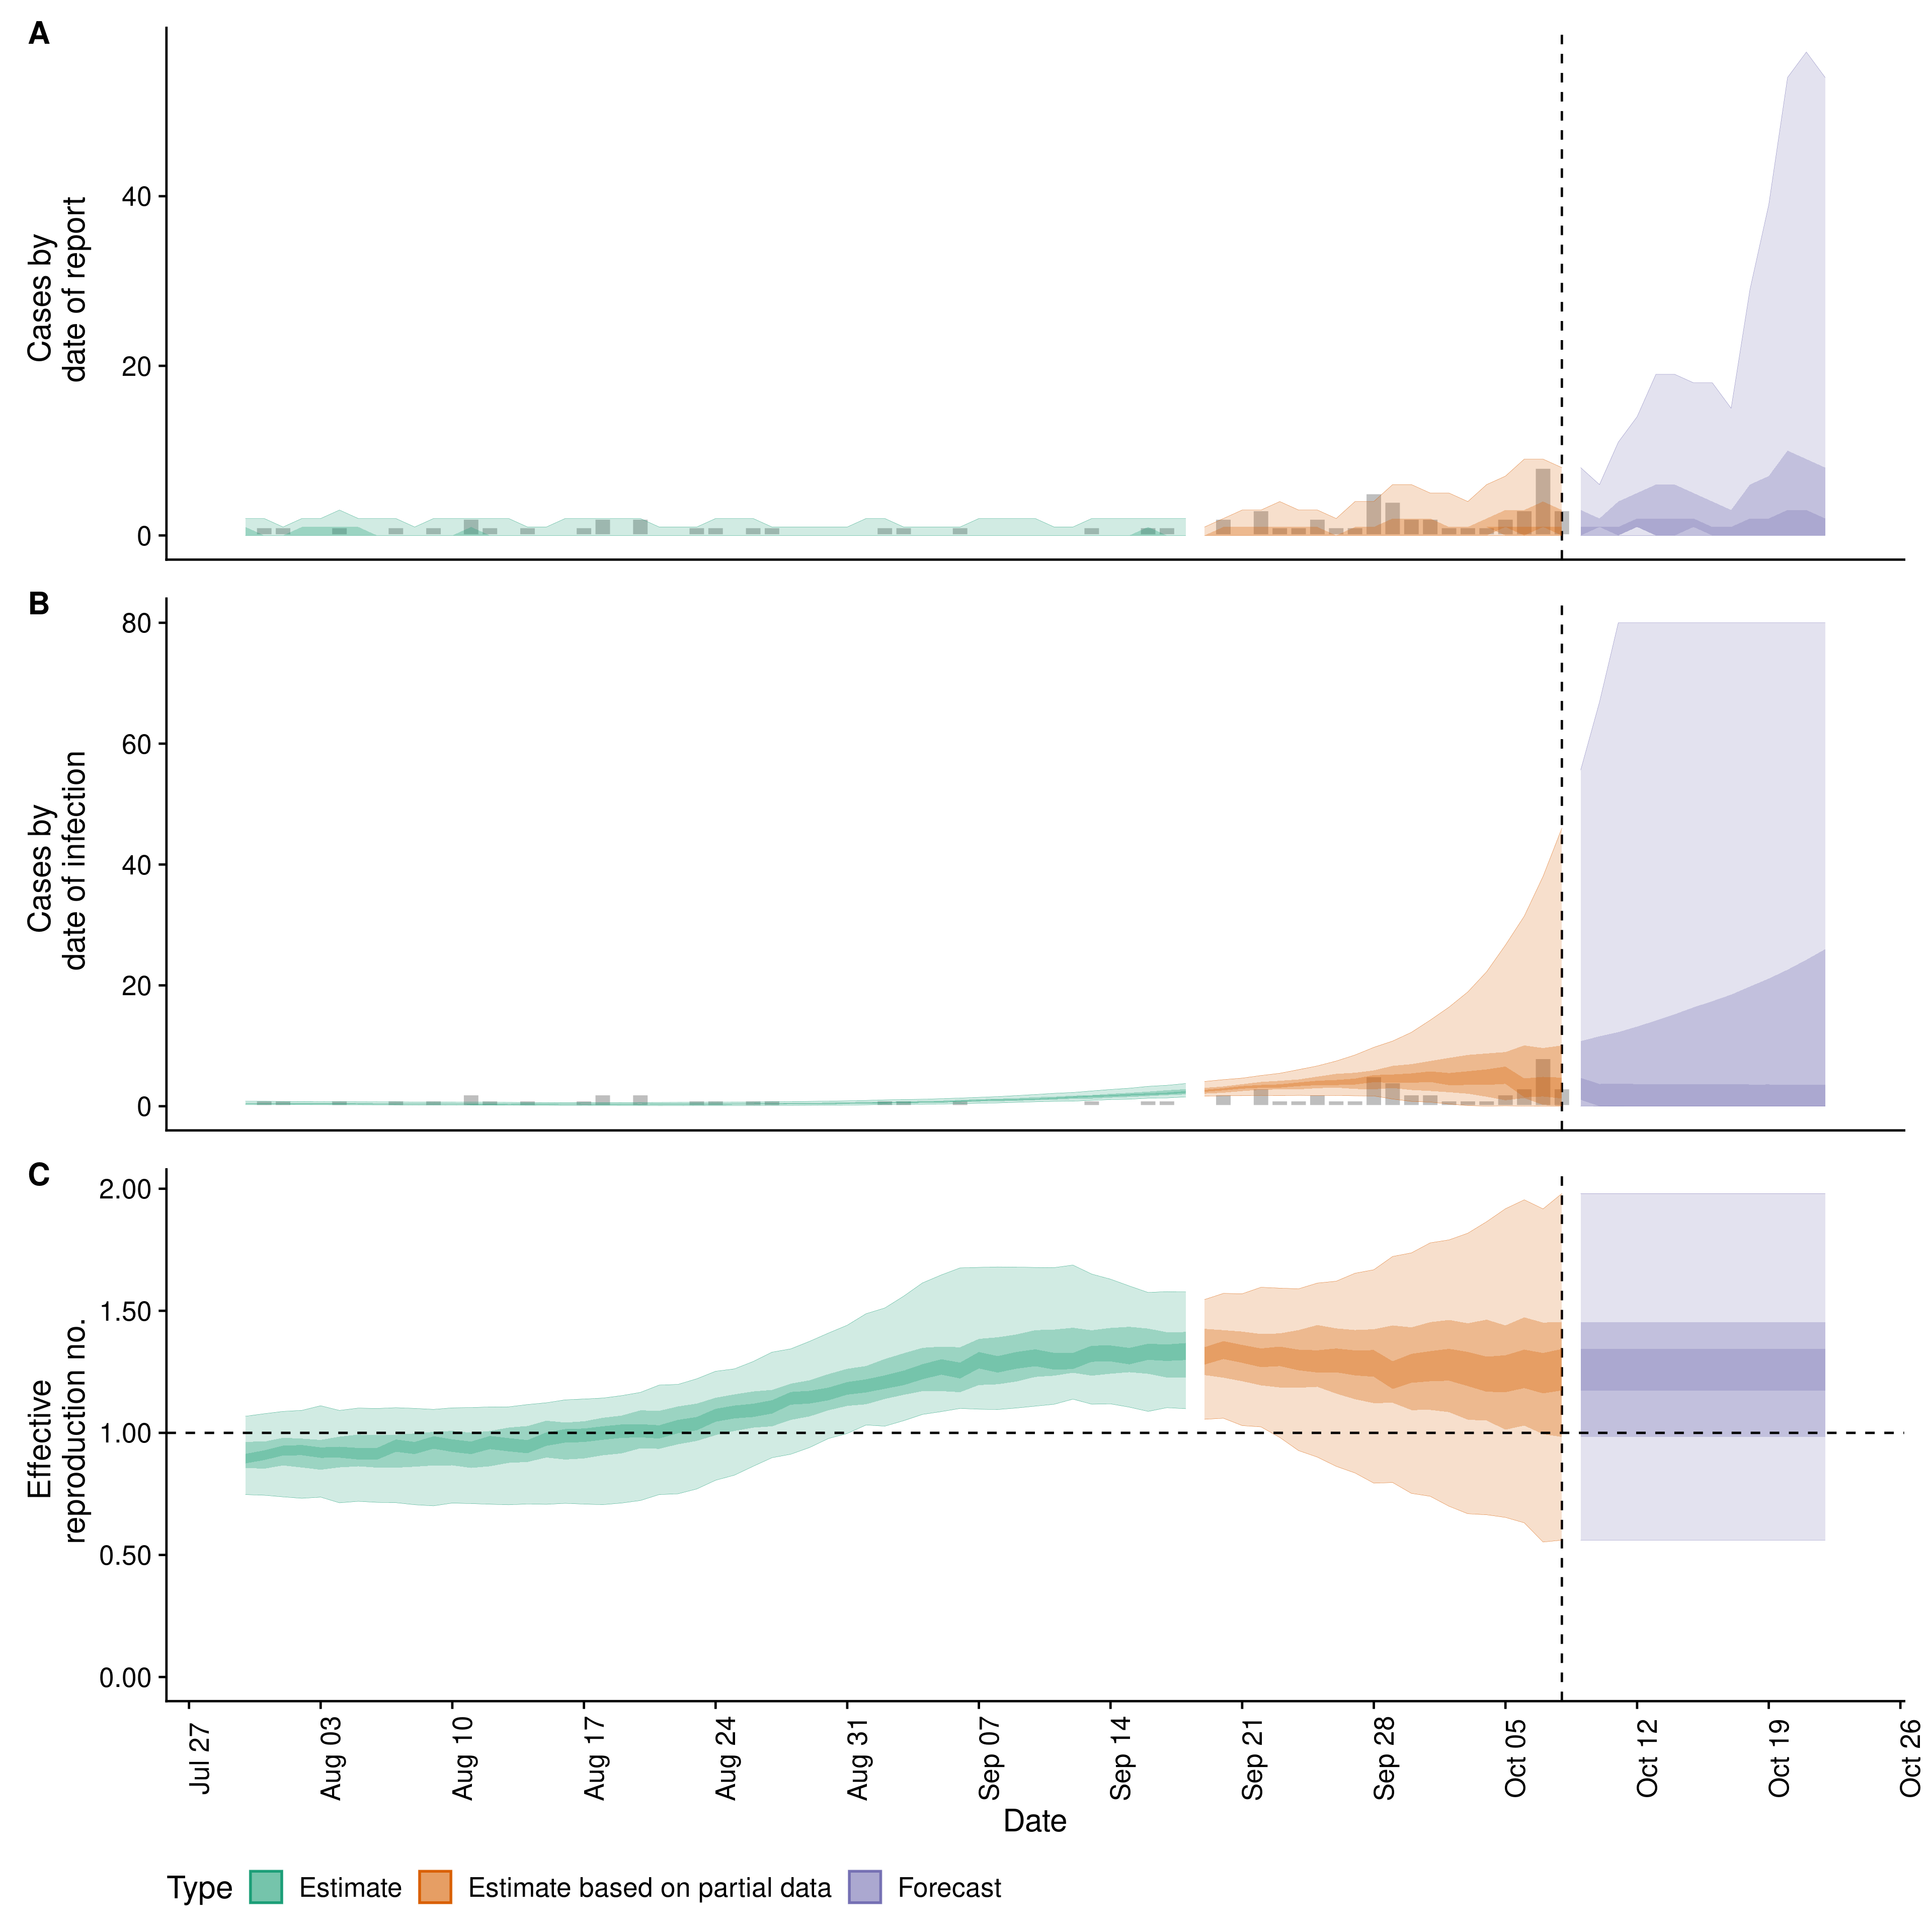 A
Cases by
date of report
40
20
0
B
Cases by
date of infection
80
60
40
20
0
C
Effective
reproduction no.
2.00
1.50
1.00
0.50
0.00
Jul 27
Aug 03
Aug 10
Aug 17
Aug 24
Aug 31
Sep 07
Sep 14
Sep 21
Sep 28
Oct 05
Oct 12
Oct 19
Oct 26
Date
Type Estimate Estimate based on partial data Forecast